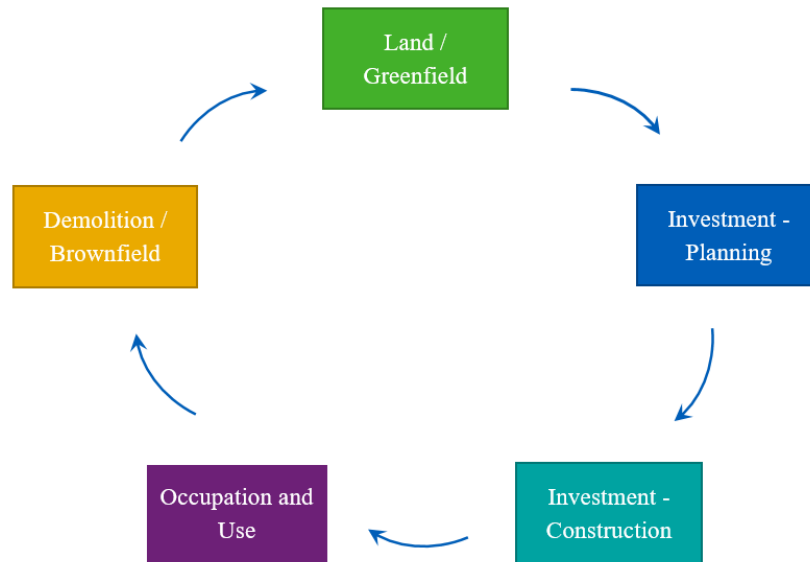 Land /
Greenfield
Investment -
Planning
Investment -
Construction
Occupation and
Use
Demolition /
Brownfield